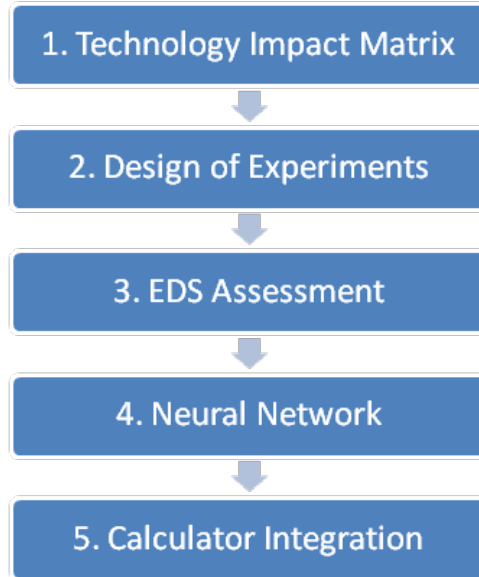 1. Technology Impact Matrix
2. Design of Experiments
3. EDS Assessment
4. Neural Network
5. Calculator Integration